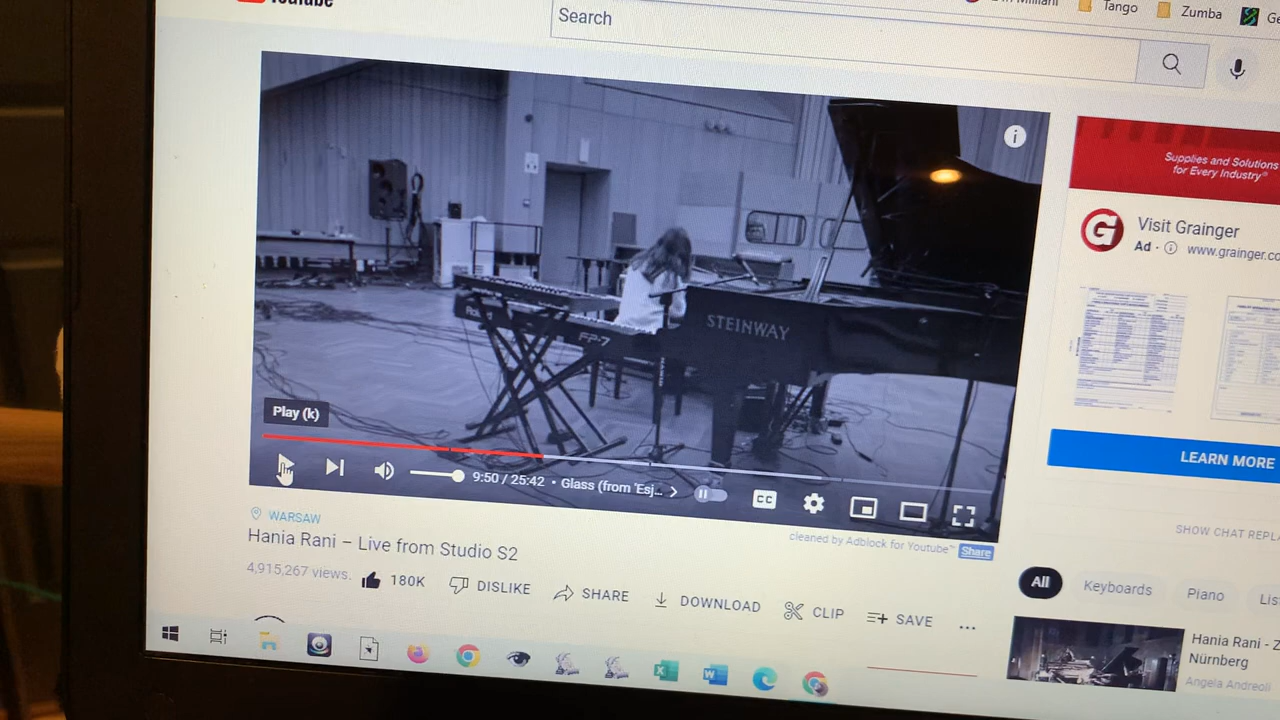 YouTube
Search
Tango
Zumba
Supplies and Solutions
for Every Industry®
Visit Grainger
Ad · www.grainger.co
STEINWAY
FP-7
Play (k)
9:50 / 25:42 • Glass (from 'Esj...
CC
LEARN MORE
WARSAW
Hania Rani – Live from Studio S2
cleaned by Adblock for Youtube™ Share
4,915,267 views.
180K
DISLIKE
SHARE
DOWNLOAD
CLIP
SAVE
...
SHOW CHAT REPLA
All
Keyboards
Piano
Hania Rani - Z
Nürnberg
Angela Andreoli